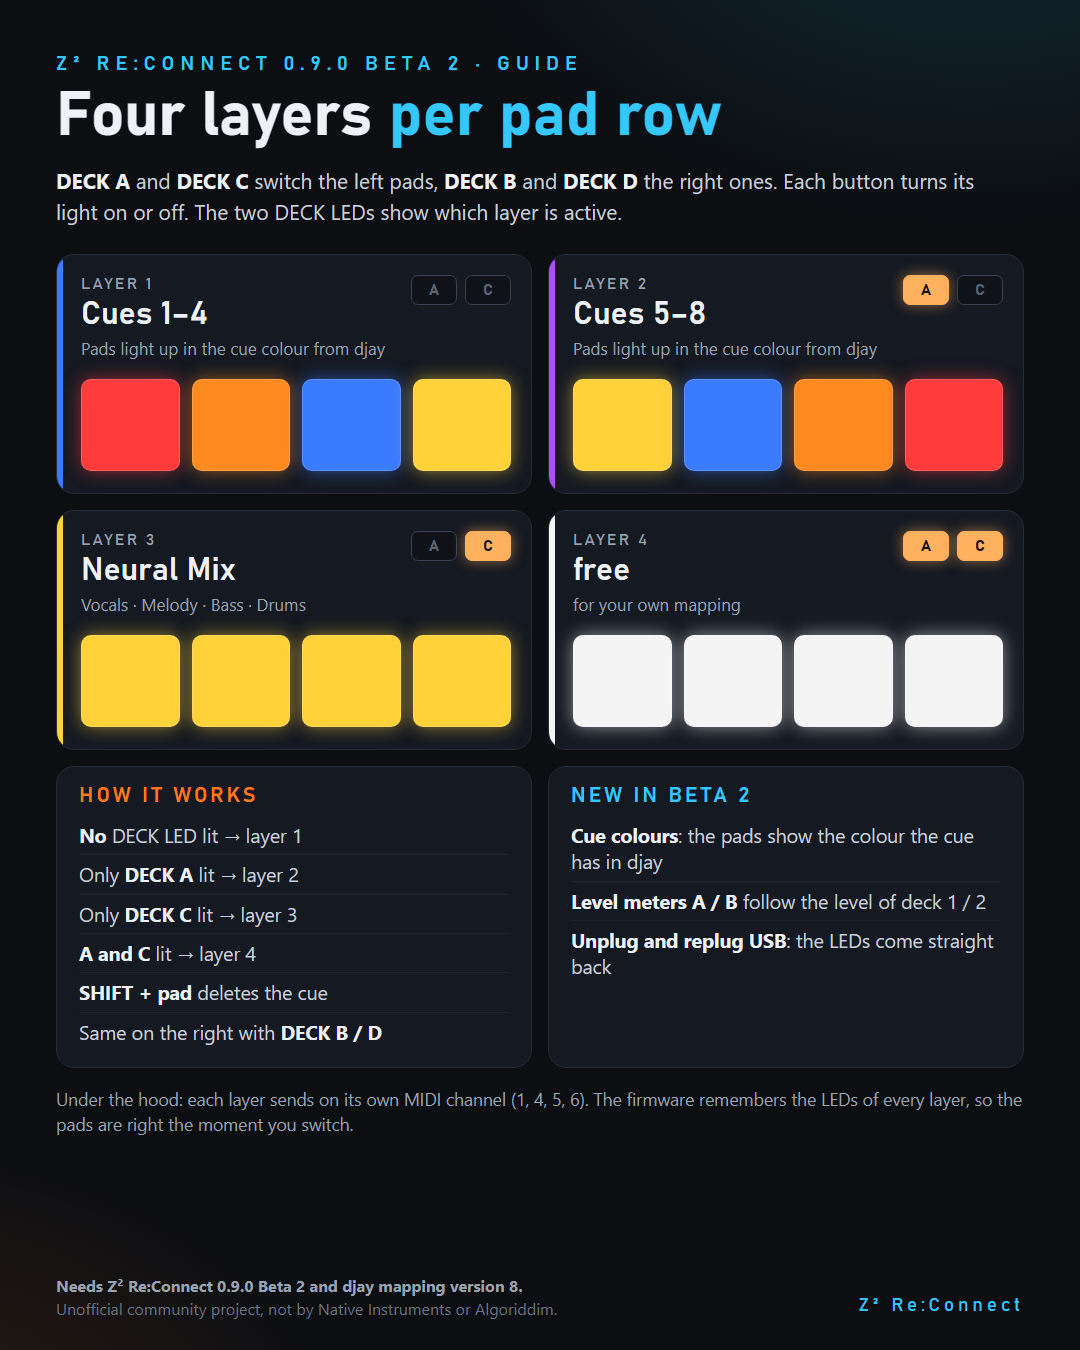 Z² RE:CONNECT 0.9.0 BETA 2 · GUIDE
Four layers per pad row
DECK A and DECK C switch the left pads, DECK B and DECK D the right ones. Each button turns its
light on or off. The two DECK LEDs show which layer is active.
LAYER 1
A C
Cues 1–4
Pads light up in the cue colour from djay
LAYER 2
A C
Cues 5–8
Pads light up in the cue colour from djay
LAYER 3
A C
Neural Mix
Vocals · Melody · Bass · Drums
LAYER 4
A C
free
for your own mapping
HOW IT WORKS
No DECK LED lit → layer 1
Only DECK A lit → layer 2
Only DECK C lit → layer 3
A and C lit → layer 4
SHIFT + pad deletes the cue
Same on the right with DECK B / D
NEW IN BETA 2
Cue colours: the pads show the colour the cue
has in djay
Level meters A / B follow the level of deck 1 / 2
Unplug and replug USB: the LEDs come straight
back
Under the hood: each layer sends on its own MIDI channel (1, 4, 5, 6). The firmware remembers the LEDs of every layer, so the
pads are right the moment you switch.
Needs Z² Re:Connect 0.9.0 Beta 2 and djay mapping version 8.
Unofficial community project, not by Native Instruments or Algoriddim.
Z² Re:Connect